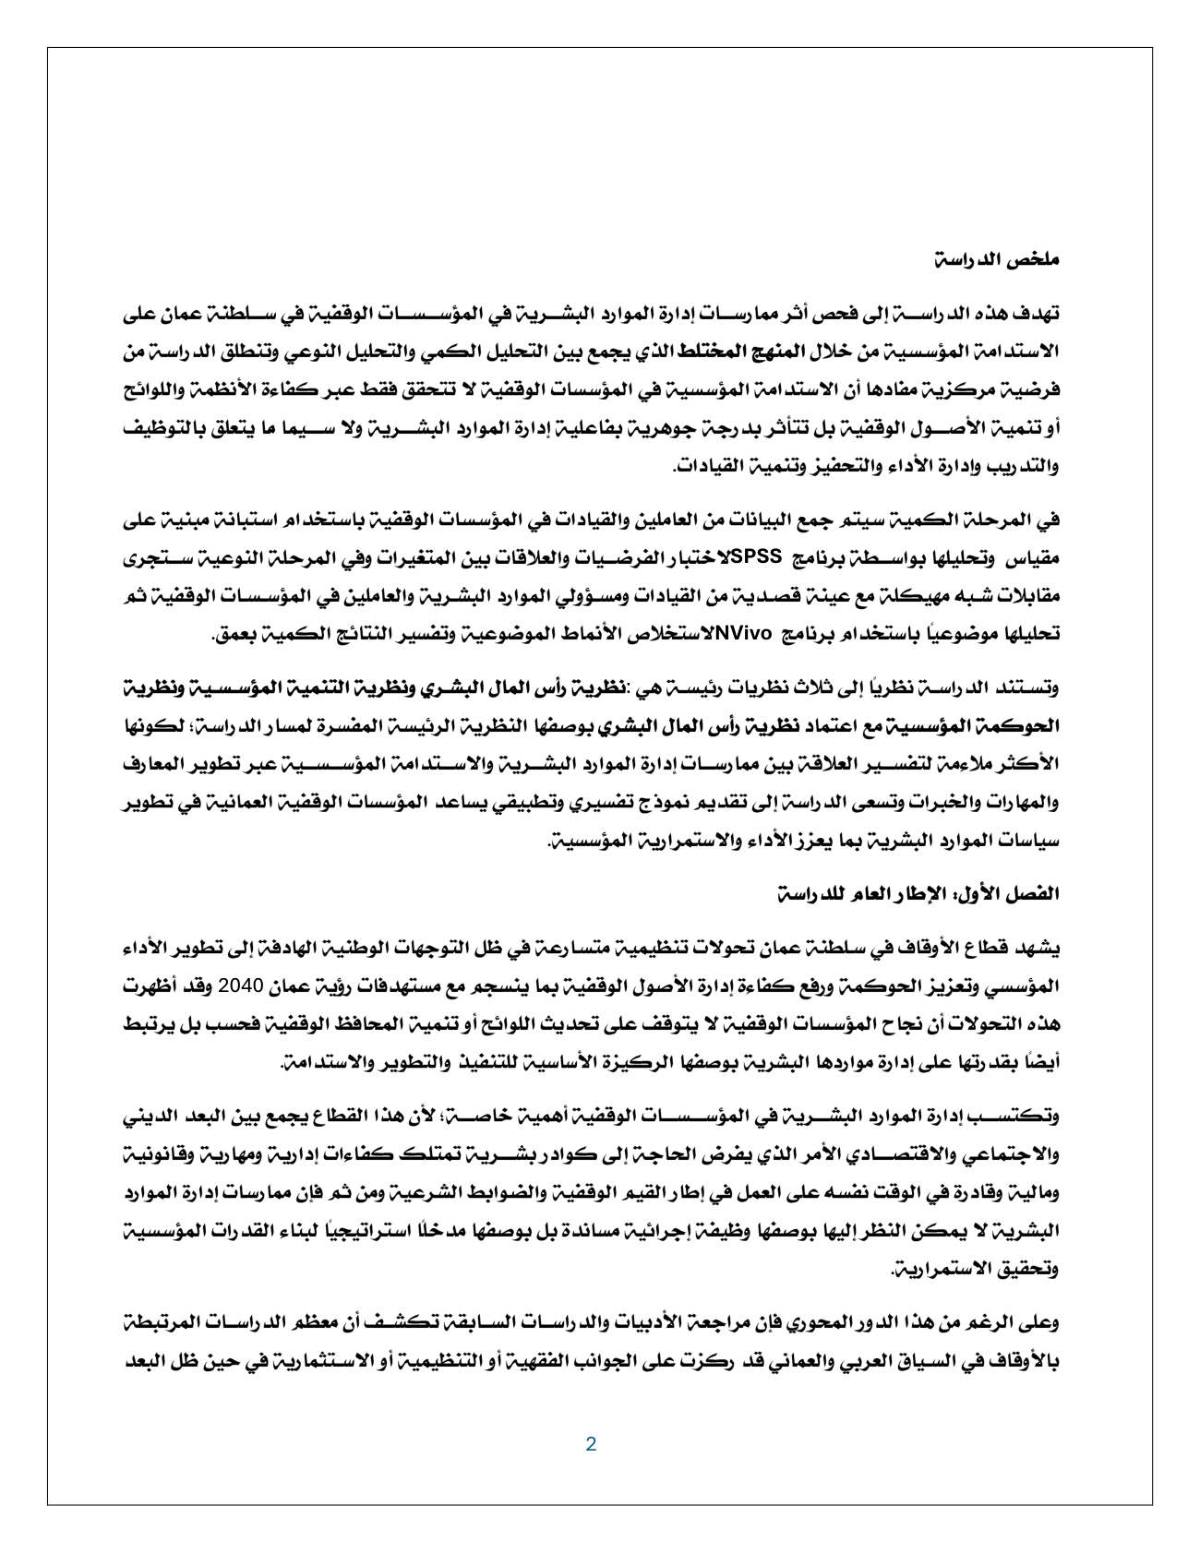 ملخص الدراسة
تهدف هذه الدراسة إلى فحص أثر ممارسات إدارة الموارد البشرية في المؤسسات الوقفية في سلطنة عمان على
الاستدامة المؤسسية من خلال المنهج المختلط الذي يجمع بين التحليل الكمي والتحليل النوعي وتنطلق الدراسة من
فرضية مركزية مفادها أن الاستدامة المؤسسية في المؤسسات الوقفية لا تتحقق فقط عبر كفاءة الأنظمة واللوائح
أو تنمية الأصول الوقفية بل تتأثر بدرجة جوهرية بفاعلية إدارة الموارد البشرية ولا سيما ما يتعلق بالتوظيف
والتدريب وإدارة الأداء والتحفيز وتنمية القيادات.
في المرحلة الكمية سيتم جمع البيانات من العاملين والقيادات في المؤسسات الوقفية باستخدام استبانة مبنية على
مقياس وتحليلها بواسطة برنامج SPSSلاختبار الفرضيات والعلاقات بين المتغيرات وفي المرحلة النوعية ستجرى
مقابلات شبه مهيكلة مع عينة قصدية من القيادات ومسؤولي الموارد البشرية والعاملين في المؤسسات الوقفية ثم
تحليلها موضوعياً باستخدام برنامج NVivoلاستخلاص الأنماط الموضوعية وتفسير النتائج الكمية بعمق.
وتستند الدراسة نظرياً إلى ثلاث نظريات رئيسة هي :نظرية رأس المال البشري ونظرية التنمية المؤسسية ونظرية
الحوكمة المؤسسية مع اعتماد نظرية رأس المال البشري بوصفها النظرية الرئيسة المفسرة لمسار الدراسة؛ لكونها
الأكثر ملاءمة لتفسير العلاقة بين ممارسات إدارة الموارد البشرية والاستدامة المؤسسية عبر تطوير المعارف
والمهارات والخبرات وتسعى الدراسة إلى تقديم نموذج تفسيري وتطبيقي يساعد المؤسسات الوقفية العمانية في تطوير
سياسات الموارد البشرية بما يعزز الأداء والاستمرارية المؤسسية.
الفصل الأول: الإطار العام للدراسة
يشهد قطاع الأوقاف في سلطنة عمان تحولات تنظيمية متسارعة في ظل التوجهات الوطنية الهادفة إلى تطوير الأداء
المؤسسي وتعزيز الحوكمة ورفع كفاءة إدارة الأصول الوقفية بما ينسجم مع مستهدفات رؤية عمان 2040 وقد أظهرت
هذه التحولات أن نجاح المؤسسات الوقفية لا يتوقف على تحديث اللوائح أو تنمية المحافظ الوقفية فحسب بل يرتبط
أيضاً بقدرتها على إدارة مواردها البشرية بوصفها الركيزة الأساسية للتنفيذ والتطوير والاستدامة.
وتكتسب إدارة الموارد البشرية في المؤسسات الوقفية أهمية خاصة؛ لأن هذا القطاع يجمع بين البعد الديني
والاجتماعي والاقتصادي الأمر الذي يفرض الحاجة إلى كوادر بشرية تمتلك كفاءات إدارية ومهارية وقانونية
ومالية وقادرة في الوقت نفسه على العمل في إطار القيم الوقفية والضوابط الشرعية ومن ثم فإن ممارسات إدارة الموارد
البشرية لا يمكن النظر إليها بوصفها وظيفة إجرائية مساندة بل بوصفها مدخلاً استراتيجياً لبناء القدرات المؤسسية
وتحقيق الاستمرارية.
وعلى الرغم من هذا الدور المحوري فإن مراجعة الأدبيات والدراسات السابقة تكشف أن معظم الدراسات المرتبطة
بالأوقاف في السياق العربي والعماني قد ركزت على الجوانب الفقهية أو التنظيمية أو الاستثمارية في حين ظل البعد
2